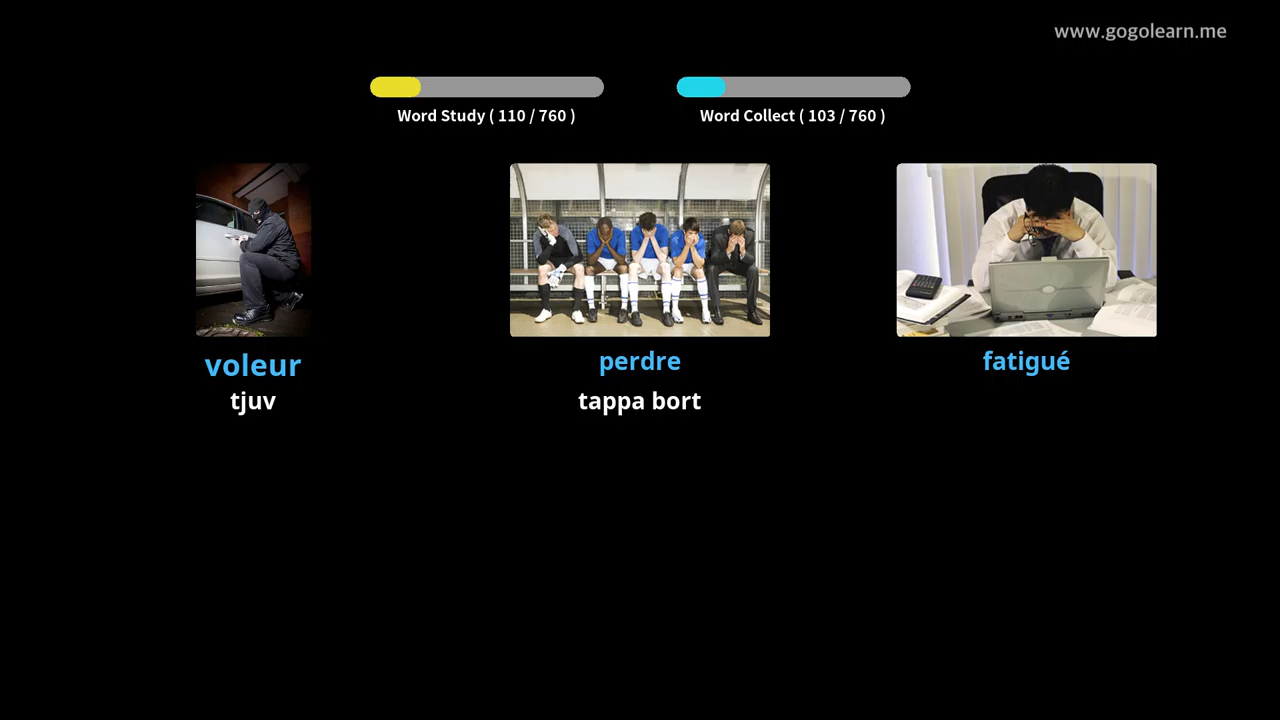 www.gogolearn.me
Word Study ( 110 / 760 )
Word Collect ( 103 / 760 )
voleur
tjuv
perdre
tappa bort
fatigué